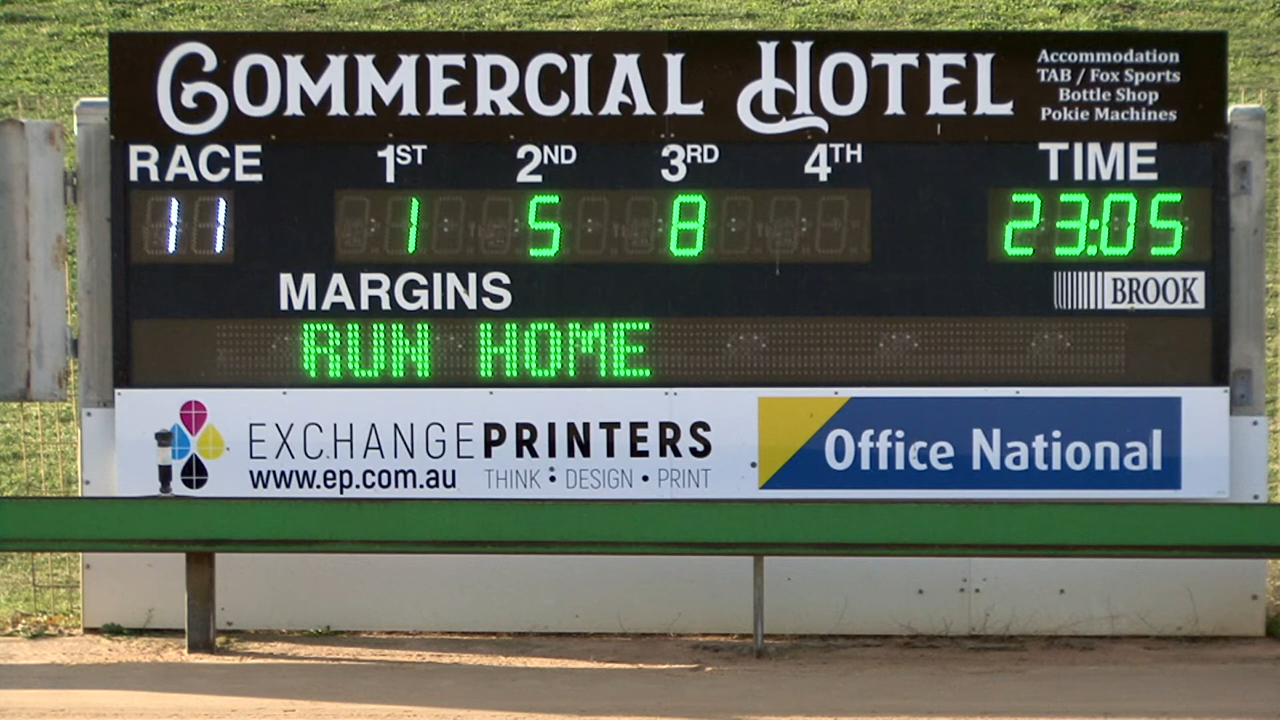 COMMERCIAL HOTEL
Accommodation
TAB / Fox Sports
Bottle Shop
Pokie Machines
RACE 1ST 2ND 3RD 4TH TIME
11 1 5 8 23:05
MARGINS
BROOK
RUN HOME
EXCHANGEPRINTERS
www.ep.com.au THINK • DESIGN • PRINT
Office National